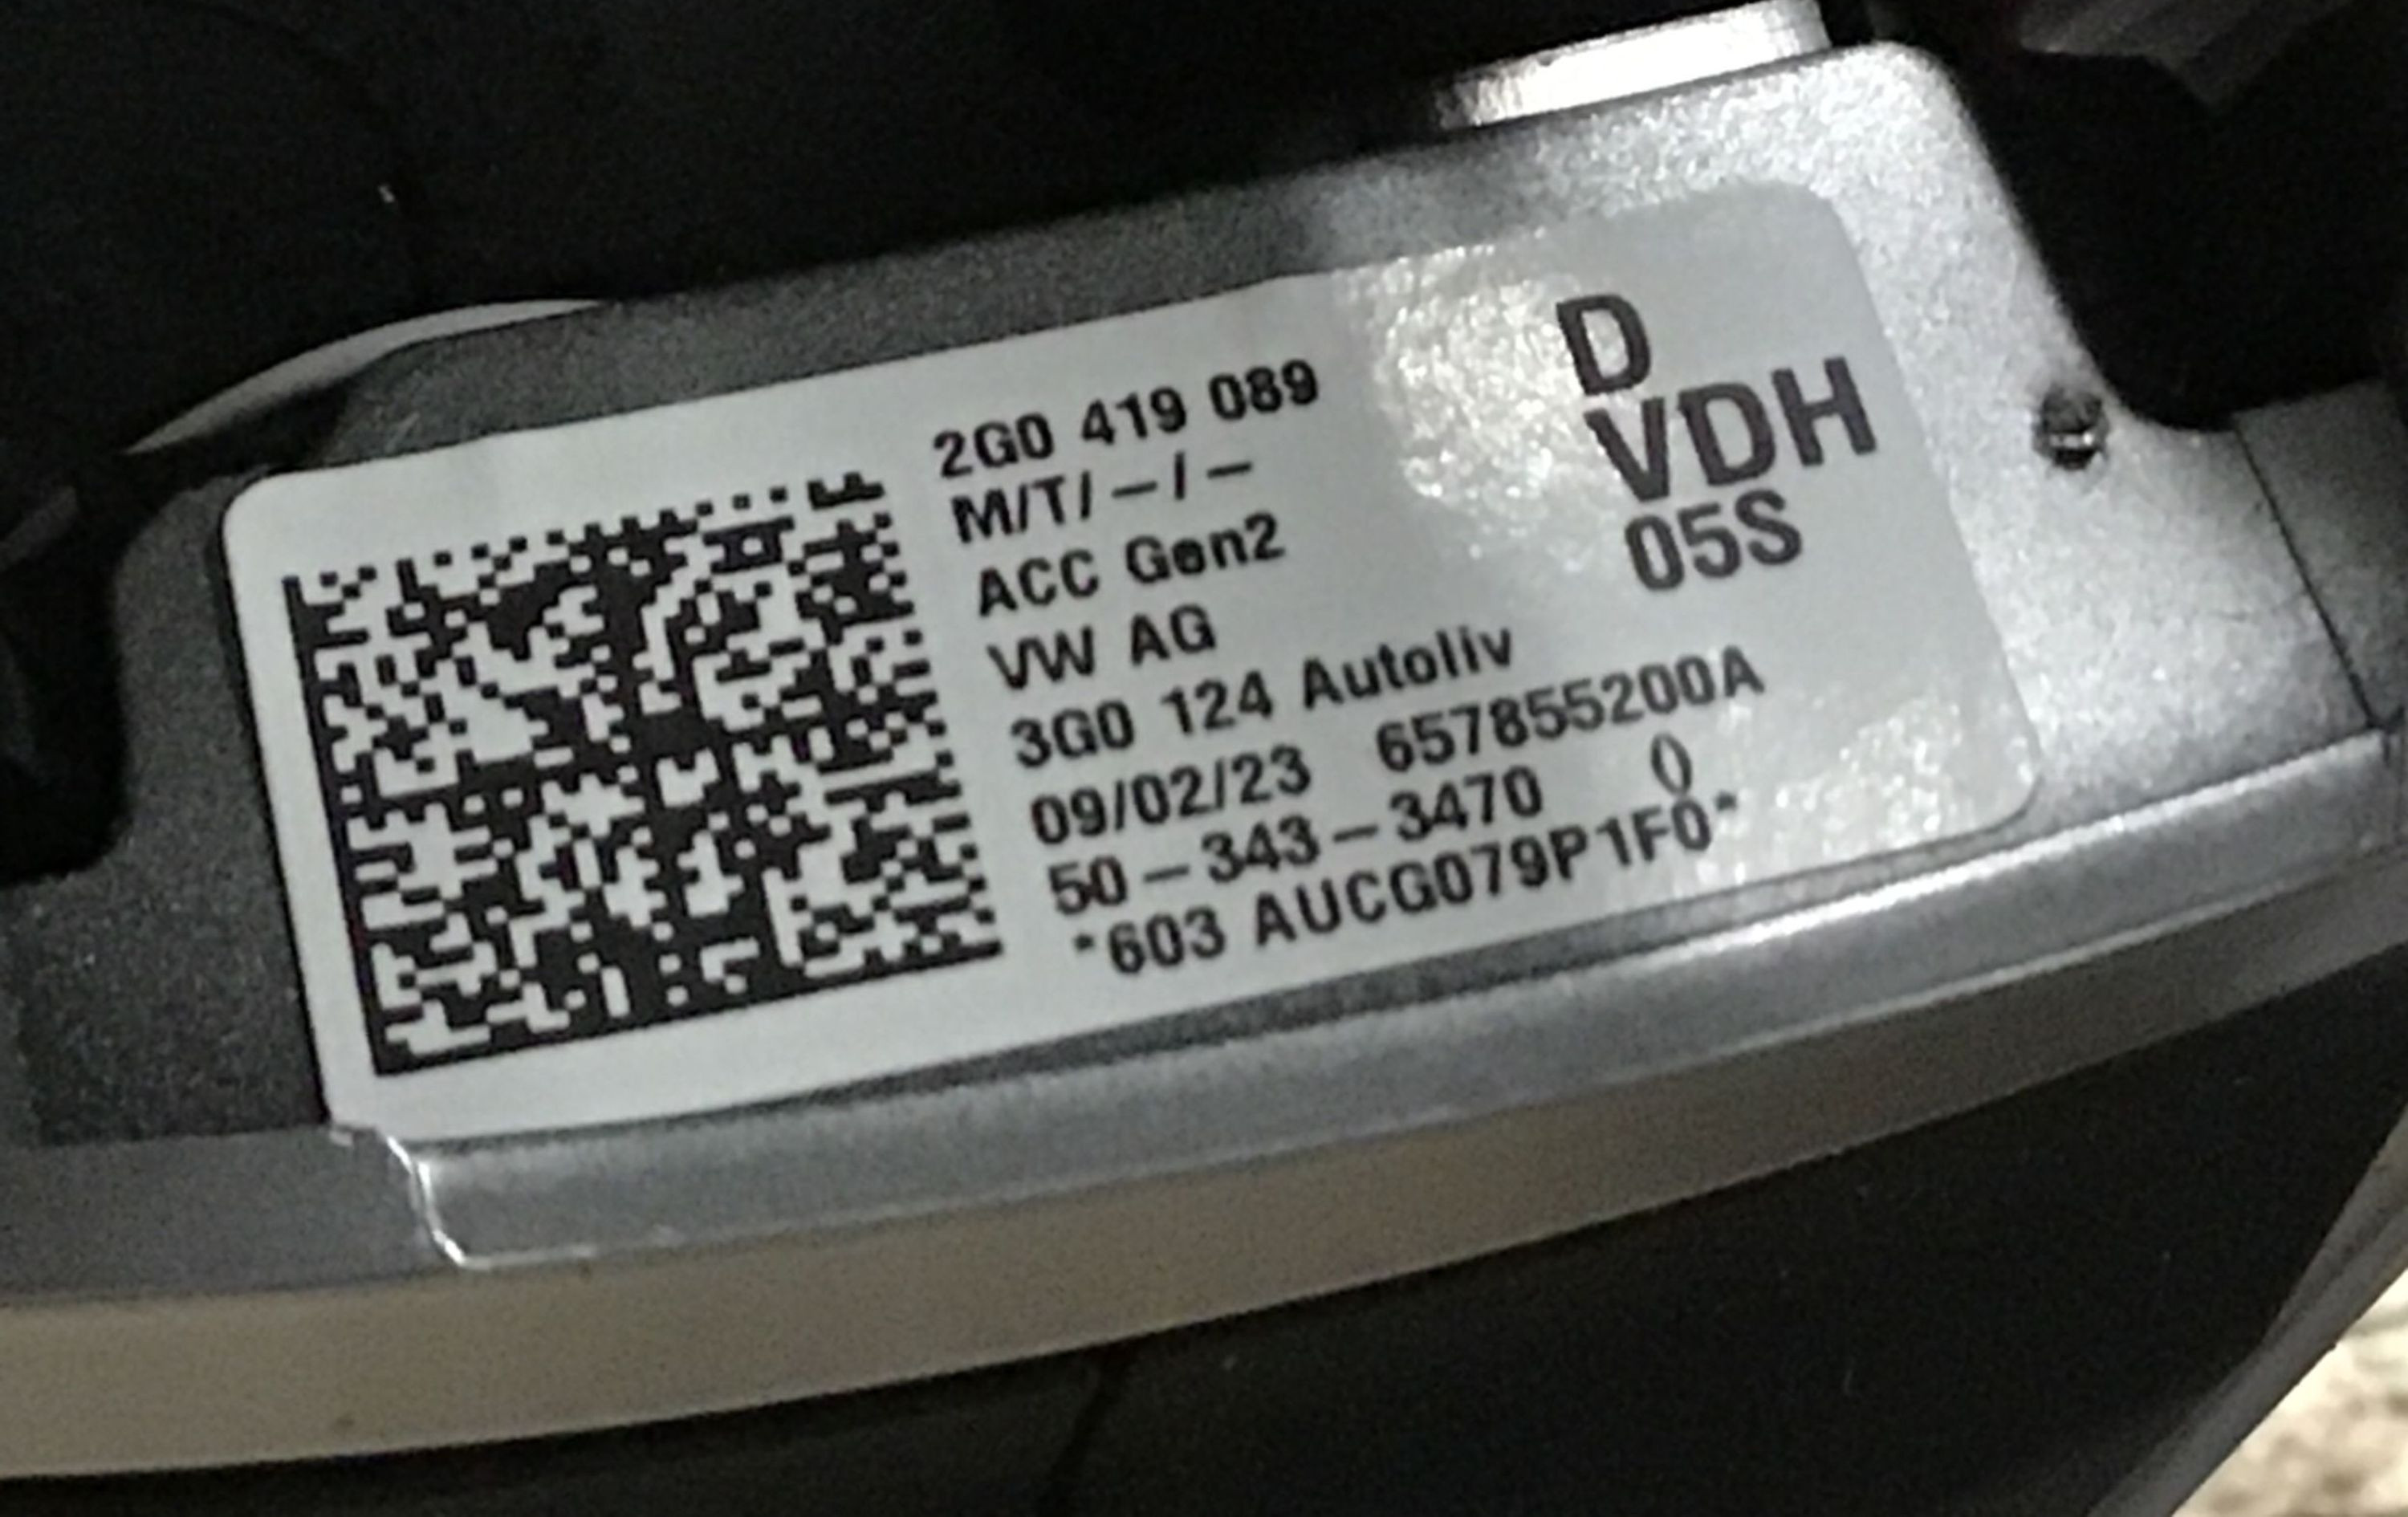 2G0 419 089
D
M/T/-/-
VDH
ACC Gen2
05S
VW AG
3G0 124 Autoliv
09/02/23 657855200A
50-343-3470 ()
*603 AUCG079P1F0*